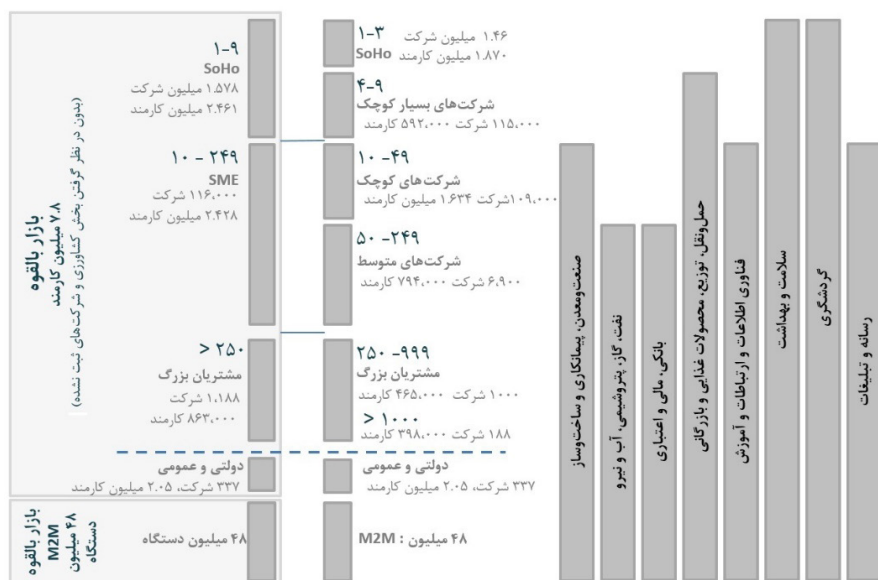 ۱-۹
SoHo
۱.۵۷۸ میلیون شرکت
۲.۴۶۱ میلیون کارمند
۱۰ - ۲۴۹
SME
۱۱۶،۰۰۰ شرکت
۲.۴۲۸ میلیون کارمند
> ۲۵۰
مشتریان بزرگ
۱،۱۸۸ شرکت
۸۶۳،۰۰۰ کارمند
دولتی و عمومی
۳۳۷ شرکت، ۲.۰۵ میلیون کارمند
۴۸ میلیون دستگاه
بازار بالقوه
۷.۸ میلیون کارمند
(بدون در نظر گرفتن بخش کشاورزی و شرکت‌های ثبت نشده)
بازار بالقوه
M2M
۴۸ میلیون
دستگاه
۱-۳
۱.۴۶ میلیون شرکت
SoHo ۱.۸۷۰ میلیون کارمند
۴-۹
شرکت‌های بسیار کوچک
۱۱۵،۰۰۰ شرکت ۵۹۲،۰۰۰ کارمند
۱۰ -۴۹
شرکت‌های کوچک
۱۰۹،۰۰۰شرکت ۱.۶۳۴ میلیون کارمند
۵۰ -۲۴۹
شرکت‌های متوسط
۶،۹۰۰ شرکت ۷۹۴،۰۰۰ کارمند
۲۵۰ -۹۹۹
مشتریان بزرگ
۱۰۰۰ شرکت ۴۶۵،۰۰۰ کارمند
> ۱۰۰۰
۱۸۸ شرکت ۳۹۸،۰۰۰ کارمند
دولتی و عمومی
۳۳۷ شرکت، ۲.۰۵ میلیون کارمند
۴۸ میلیون : M2M
صنعت‌ومعدن، پیمانکاری و ساخت‌وساز
نفت، گاز، پتروشیمی، آب و نیرو
بانکی، مالی و اعتباری
حمل‌ونقل، توزیع، محصولات غذایی و بازرگانی
فناوری اطلاعات و ارتباطات و آموزش
سلامت و بهداشت
گردشگری
رسانه و تبلیغات